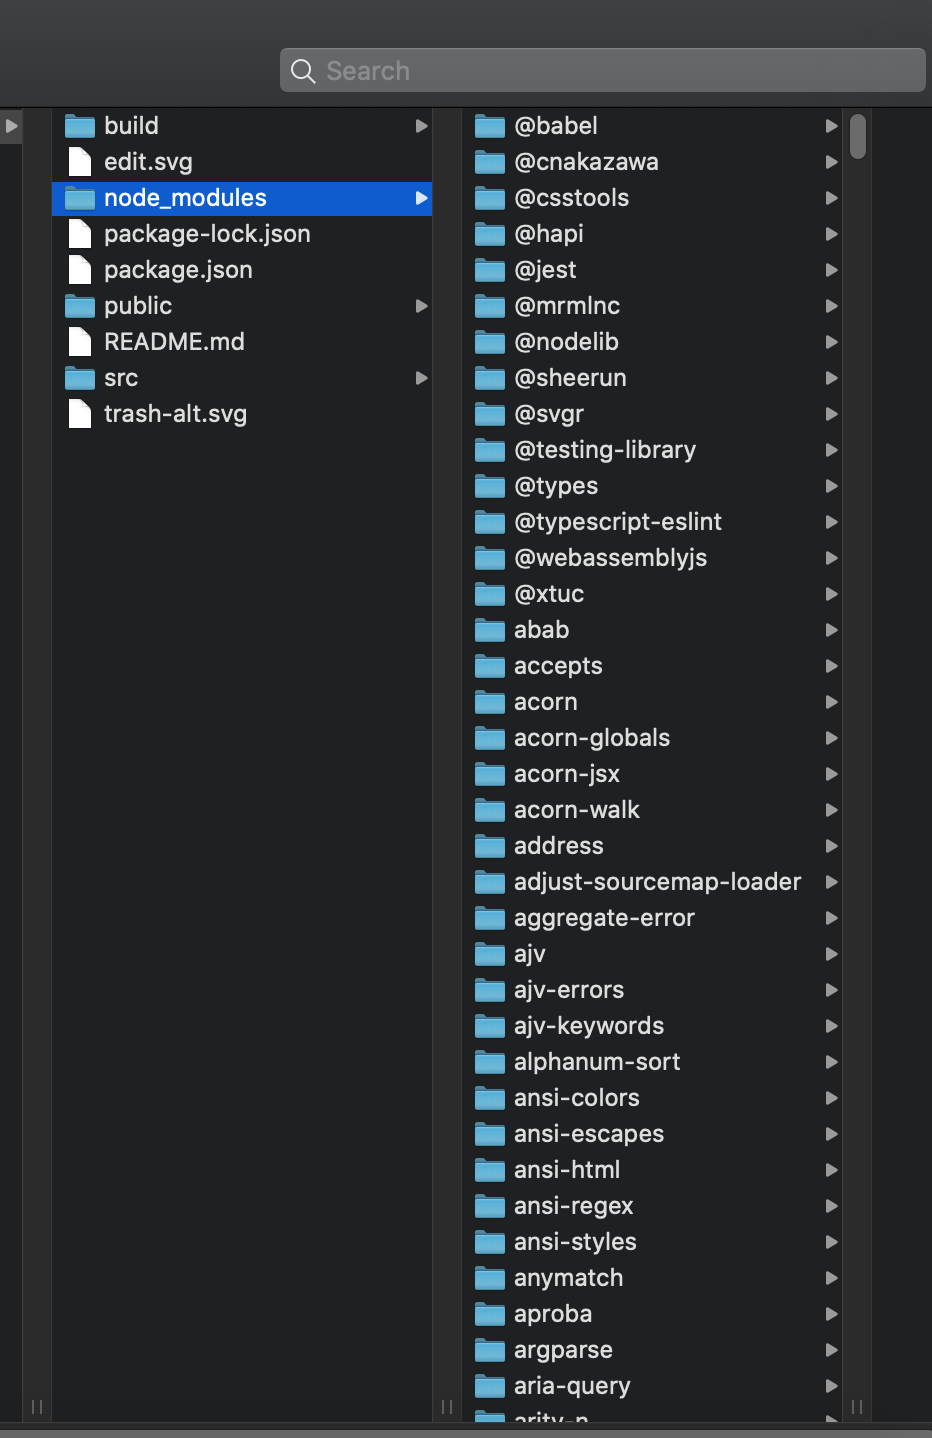 Search
build
edit.svg
node_modules
package-lock.json
package.json
public
README.md
src
trash-alt.svg
@babel
@cnakazawa
@csstools
@hapi
@jest
@mrmlnc
@nodelib
@sheerun
@svgr
@testing-library
@types
@typescript-eslint
@webassemblyjs
@xtuc
abab
accepts
acorn
acorn-globals
acorn-jsx
acorn-walk
address
adjust-sourcemap-loader
aggregate-error
ajv
ajv-errors
ajv-keywords
alphanum-sort
ansi-colors
ansi-escapes
ansi-html
ansi-regex
ansi-styles
anymatch
aproba
argparse
aria-query
arity-n